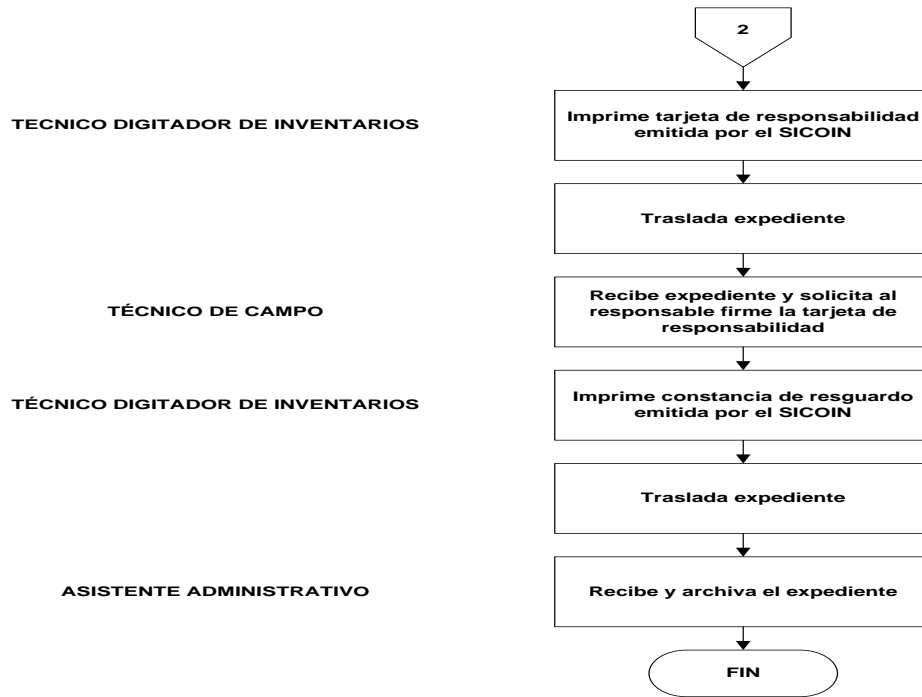 2
TECNICO DIGITADOR DE INVENTARIOS
Imprime tarjeta de responsabilidad
emitida por el SICOIN
Traslada expediente
TÉCNICO DE CAMPO
Recibe expediente y solicita al
responsable firme la tarjeta de
responsabilidad
TÉCNICO DIGITADOR DE INVENTARIOS
Imprime constancia de resguardo
emitida por el SICOIN
Traslada expediente
ASISTENTE ADMINISTRATIVO
Recibe y archiva el expediente
FIN